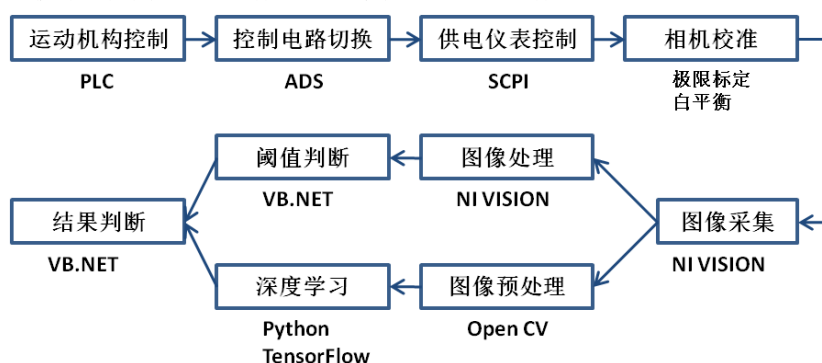 运动机构控制
控制电路切换
供电仪表控制
相机校准
PLC
ADS
SCPI
极限标定
白平衡
阈值判断
图像处理
VB.NET
NI VISION
结果判断
图像采集
VB.NET
NI VISION
深度学习
图像预处理
Python
TensorFlow
Open CV